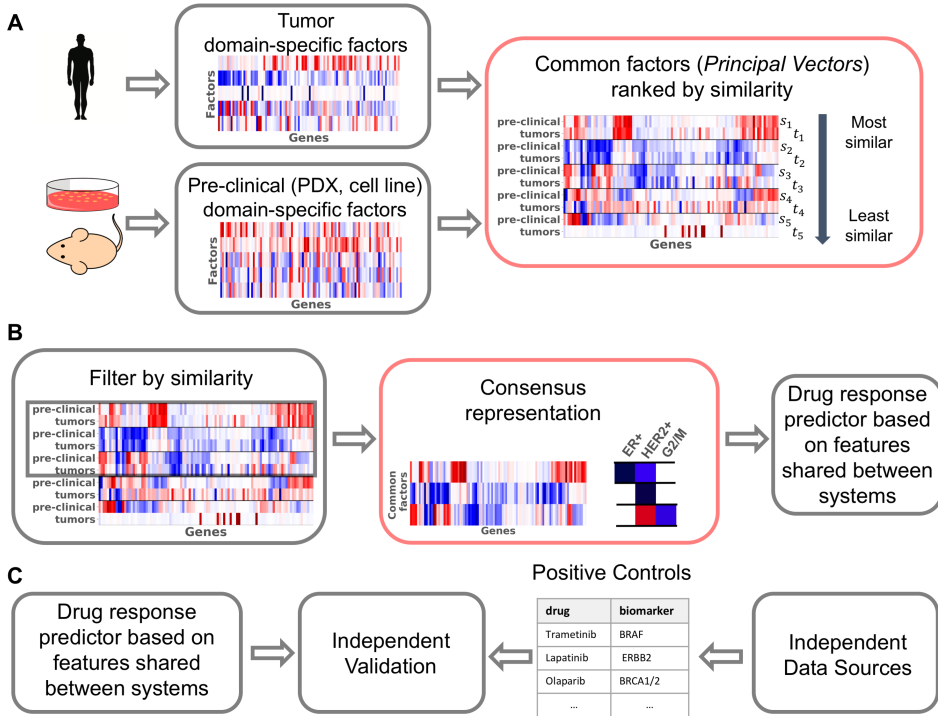 A
Tumor
domain-specific factors
Factors
Genes
Pre-clinical (PDX, cell line)
domain-specific factors
Factors
Genes
Common factors (Principal Vectors)
ranked by similarity
pre-clinical s1
tumors t1
pre-clinical s2
tumors t2
pre-clinical s3
tumors t3
pre-clinical s4
tumors t4
pre-clinical s5
tumors t5
Genes
Most
similar
Least
similar
B
Filter by similarity
pre-clinical
tumors
pre-clinical
tumors
pre-clinical
tumors
pre-clinical
tumors
pre-clinical
tumors
Genes
Consensus
representation
Common
factors
Genes
ER+
HER2+
G2/M
Drug response
predictor based
on features
shared between
systems
C
Drug response
predictor based on
features shared
between systems
Independent
Validation
Positive Controls
drug biomarker
Trametinib BRAF
Lapatinib ERBB2
Olaparib BRCA1/2
... ...
Independent
Data Sources